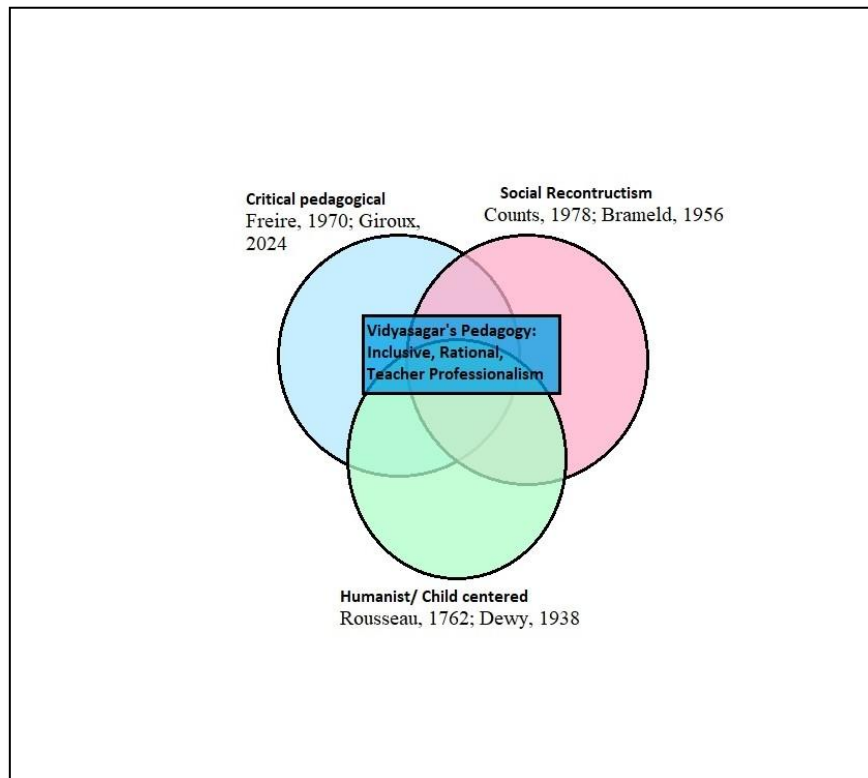 Critical pedagogical
Freire, 1970; Giroux,
2024
Social Recontructism
Counts, 1978; Brameld, 1956
Vidyasagar's Pedagogy:
Inclusive, Rational,
Teacher Professionalism
Humanist/ Child centered
Rousseau, 1762; Dewy, 1938